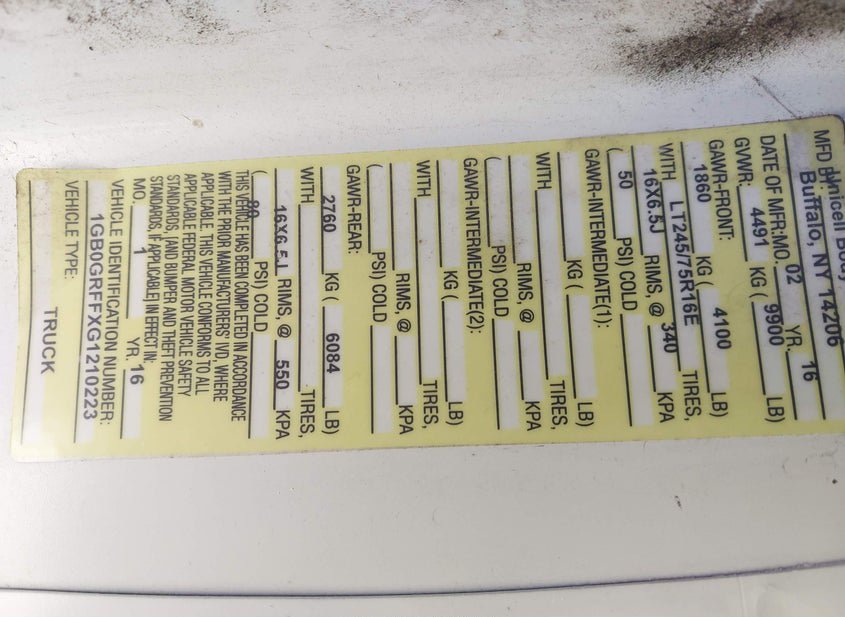 MFD BY: Unicell Body
Buffalo, NY 14206
DATE OF MFR: MO. 02 YR. 16
GVWR: 4491 KG ( 9900 LB)
GAWR-FRONT:
1860 KG ( 4100 LB)
WITH LT245/75R16E TIRES,
16X6.5J RIMS, @ 340 KPA
( 50 PSI) COLD
GAWR-INTERMEDIATE(1):
KG ( LB)
WITH TIRES,
RIMS, @ KPA
( PSI) COLD
GAWR-INTERMEDIATE(2):
KG ( LB)
WITH TIRES,
RIMS, @ KPA
( PSI) COLD
GAWR-REAR:
2760 KG ( 6084 LB)
WITH TIRES,
16X6.5J RIMS, @ 550 KPA
( 80 PSI) COLD
THIS VEHICLE HAS BEEN COMPLETED IN ACCORDANCE
WITH THE PRIOR MANUFACTURERS' IVD, WHERE
APPLICABLE. THIS VEHICLE CONFORMS TO ALL
APPLICABLE FEDERAL MOTOR VEHICLE SAFETY
STANDARDS, [AND BUMPER AND THEFT PREVENTION
STANDARDS, IF APPLICABLE] IN EFFECT IN:
MO. 1 YR. 16
VEHICLE IDENTIFICATION NUMBER:
1GB0GRFFXG1210223
VEHICLE TYPE:
TRUCK